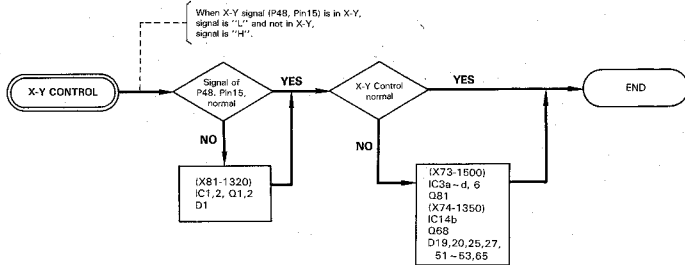 When X-Y signal (P48, Pin15) is in X-Y,
signal is "L" and not in X-Y,
signal is "H".
X-Y CONTROL
Signal of
P48, Pin15,
normal
YES
NO
(X81-1320)
IC1,2, Q1,2
D1
X-Y Control
normal
YES
NO
(X73-1500)
IC3a~d, 6
Q81
(X74-1350)
IC14b
Q68
D19,20,25,27,
51~53,65
END